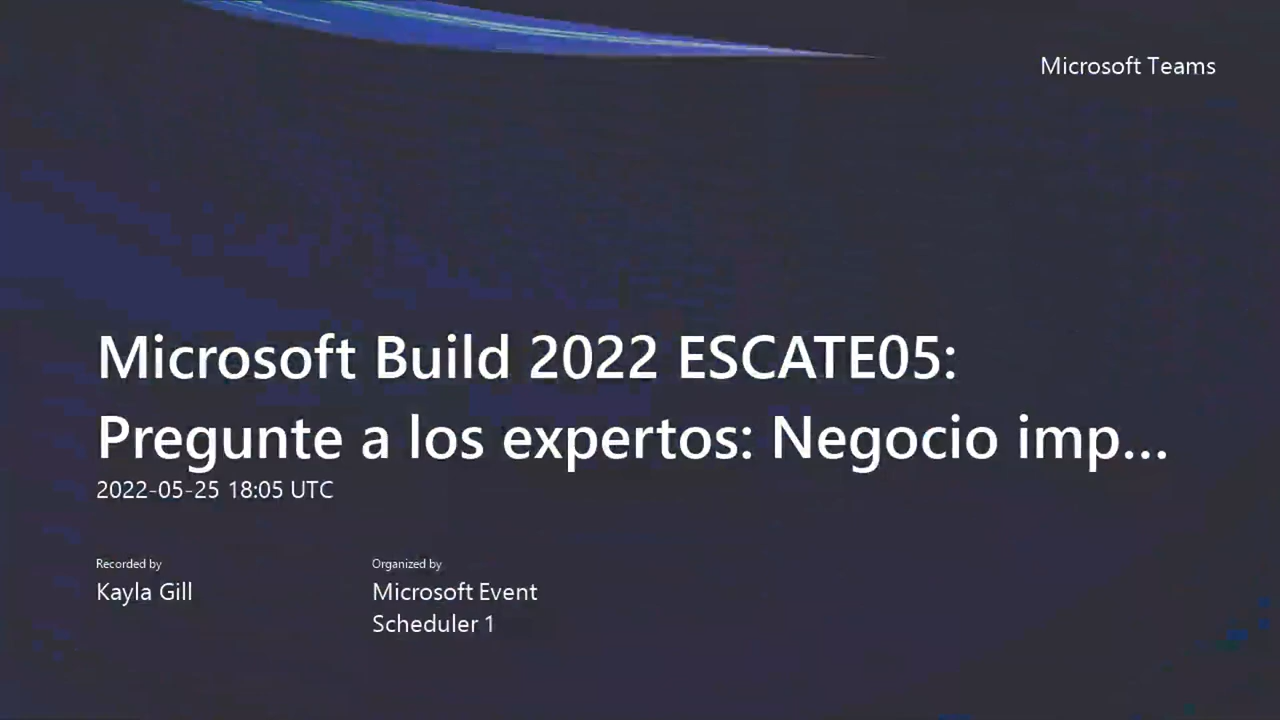 Microsoft Teams
Microsoft Build 2022 ESCATE05:
Pregunte a los expertos: Negocio imp...
2022-05-25 18:05 UTC
Recorded by
Kayla Gill
Organized by
Microsoft Event
Scheduler 1